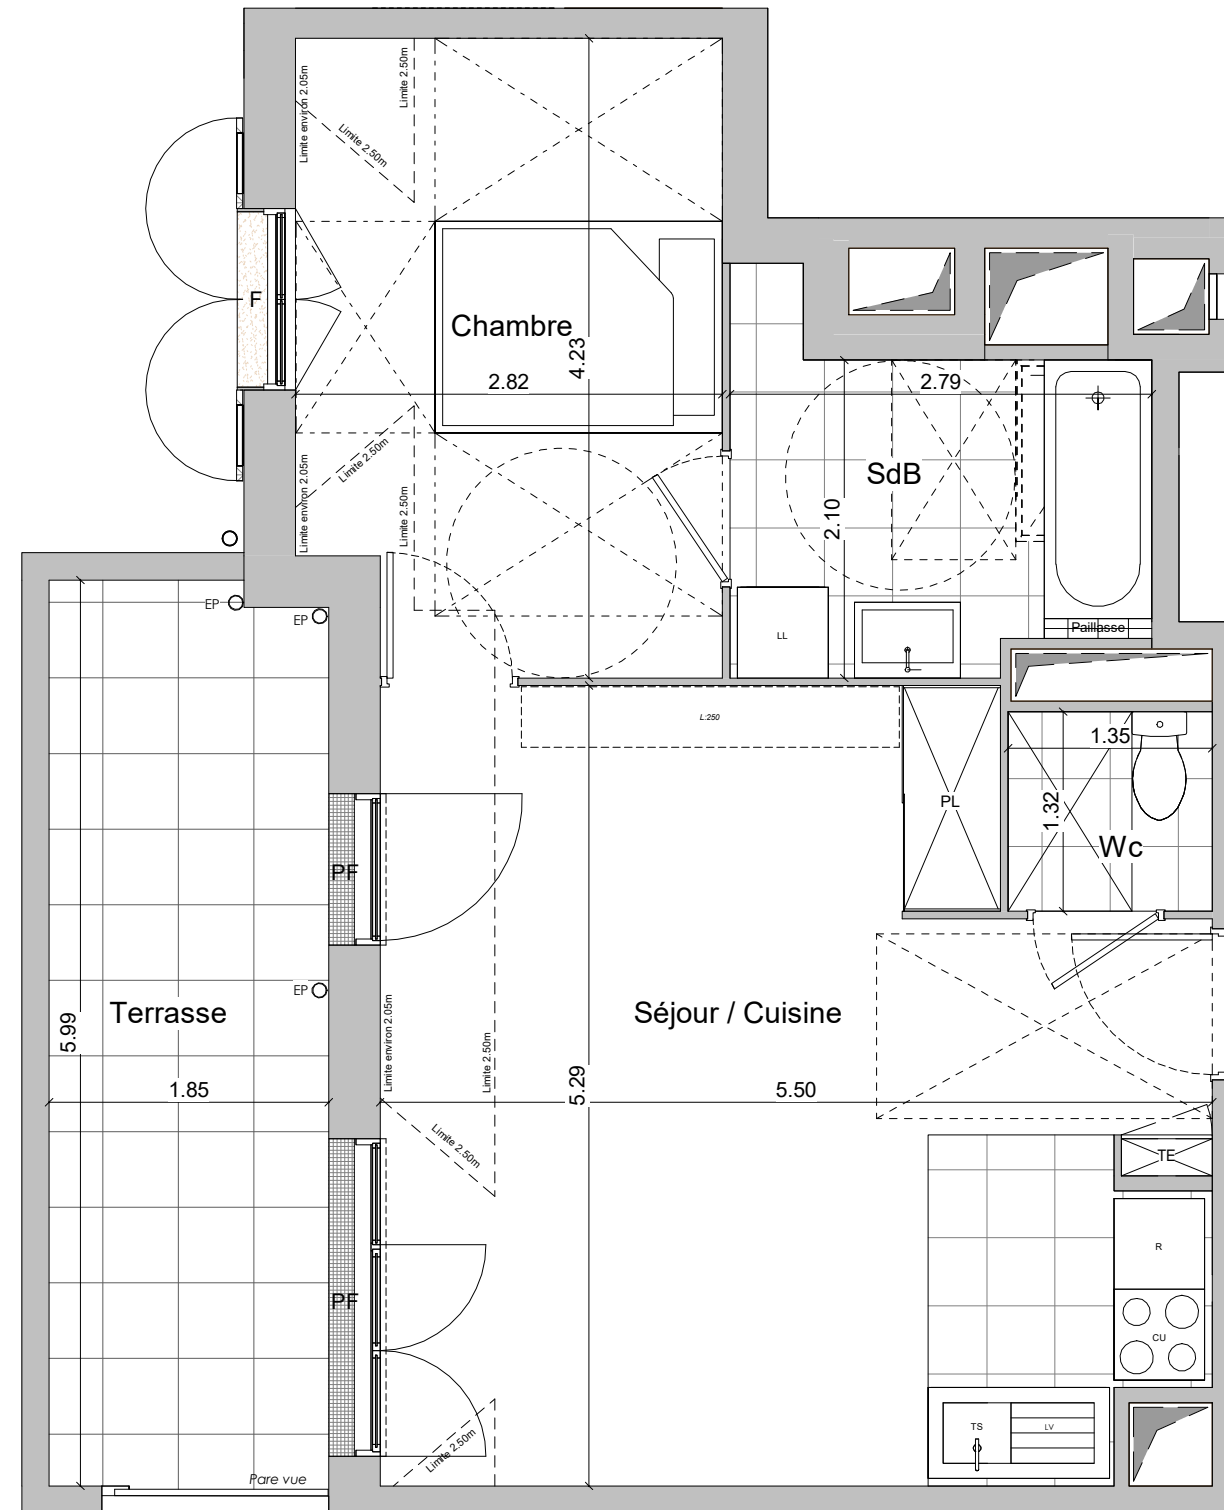 Limite environ 2.05m
Limite 2.50m
Limite 2.50m
F
Chambre
4.23
2.82
2.79
Limite 2.50m
Limite environ 2.05m
Limite 2.50m
SdB
2.10
EP
EP
LL
Paillasse
L:250
1.35
PL
1.32
Wc
PF
EP
Terrasse
Séjour / Cuisine
5.99
Limite environ 2.05m
Limite 2.50m
1.85
5.29
5.50
Limite 2.50m
TE
R
PF
CU
TS
LV
Limite 2.50m
Pare vue